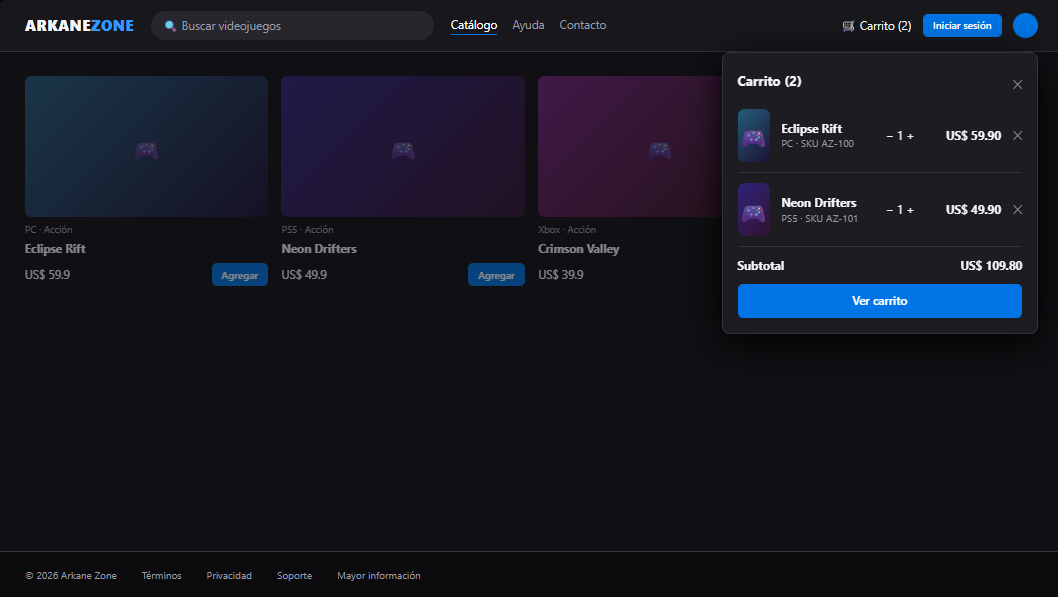 ARKANEZONE
Buscar videojuegos
Catálogo
Ayuda
Contacto
Carrito (2)
Iniciar sesión
PC · Acción
Eclipse Rift
US$ 59.9
Agregar
PS5 · Acción
Neon Drifters
US$ 49.9
Agregar
Xbox · Acción
Crimson Valley
US$ 39.9
Carrito (2)
×
Eclipse Rift
PC · SKU AZ-100
− 1 +
US$ 59.90
×
Neon Drifters
PS5 · SKU AZ-101
− 1 +
US$ 49.90
×
Subtotal
US$ 109.80
Ver carrito
© 2026 Arkane Zone
Términos
Privacidad
Soporte
Mayor información